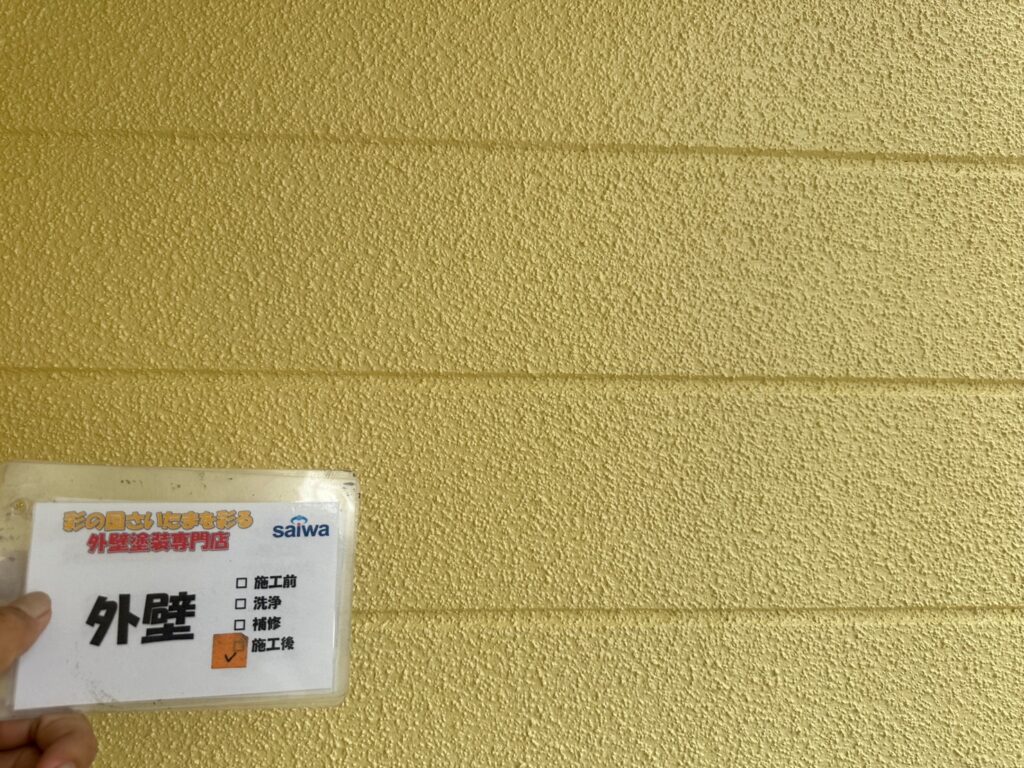 彩の国さいたまを彩る
外壁塗装専門店
saiwa
外壁
□ 施工前
□ 洗浄
□ 補修
□ 施工後